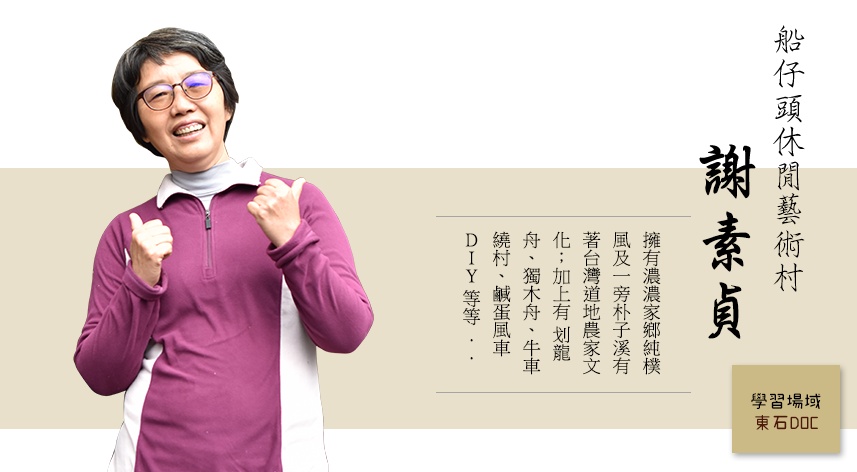 船仔頭休閒藝術村
謝素貞
擁有濃濃家鄉純樸
風及一旁朴子溪有
著台灣道地農家文
化；加上有 划龍
舟、獨木舟、牛車
繞村、鹹蛋風車
DIY 等等 . .
學習場域
東石DOC